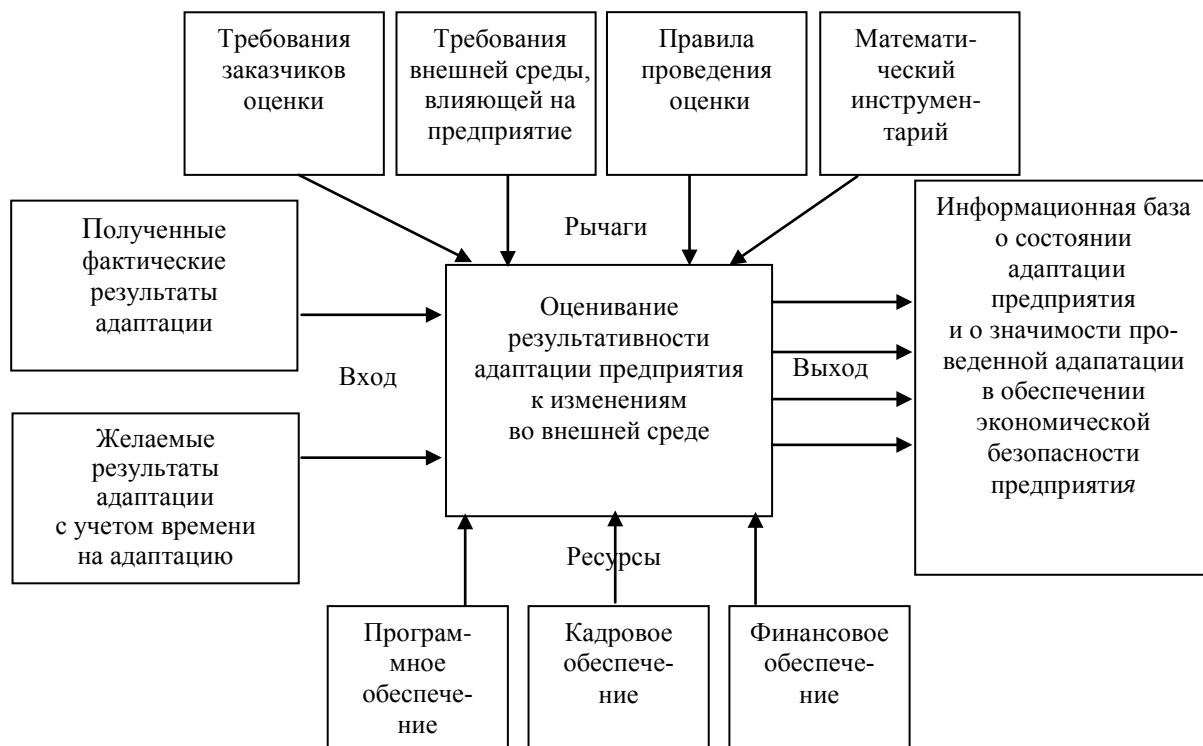 Требования
заказчиков
оценки
Требования
внешней среды,
влияющей на
предприятие
Правила
проведения
оценки
Математи-
ческий
инструмен-
тарий
Полученные
фактические
результаты
адаптации
Рычаги
Вход
Желаемые
результаты
адаптации
с учетом времени
на адаптацию
Оценивание
результативности
адаптации предприятия
к изменениям
во внешней среде
Выход
Информационная база
о состоянии
адаптации
предприятия
и о значимости про-
веденной адапатации
в обеспечении
экономической
безопасности
предприятия
Ресурсы
Програм-
мное
обеспече-
ние
Кадровое
обеспече-
ние
Финансовое
обеспече-
ние